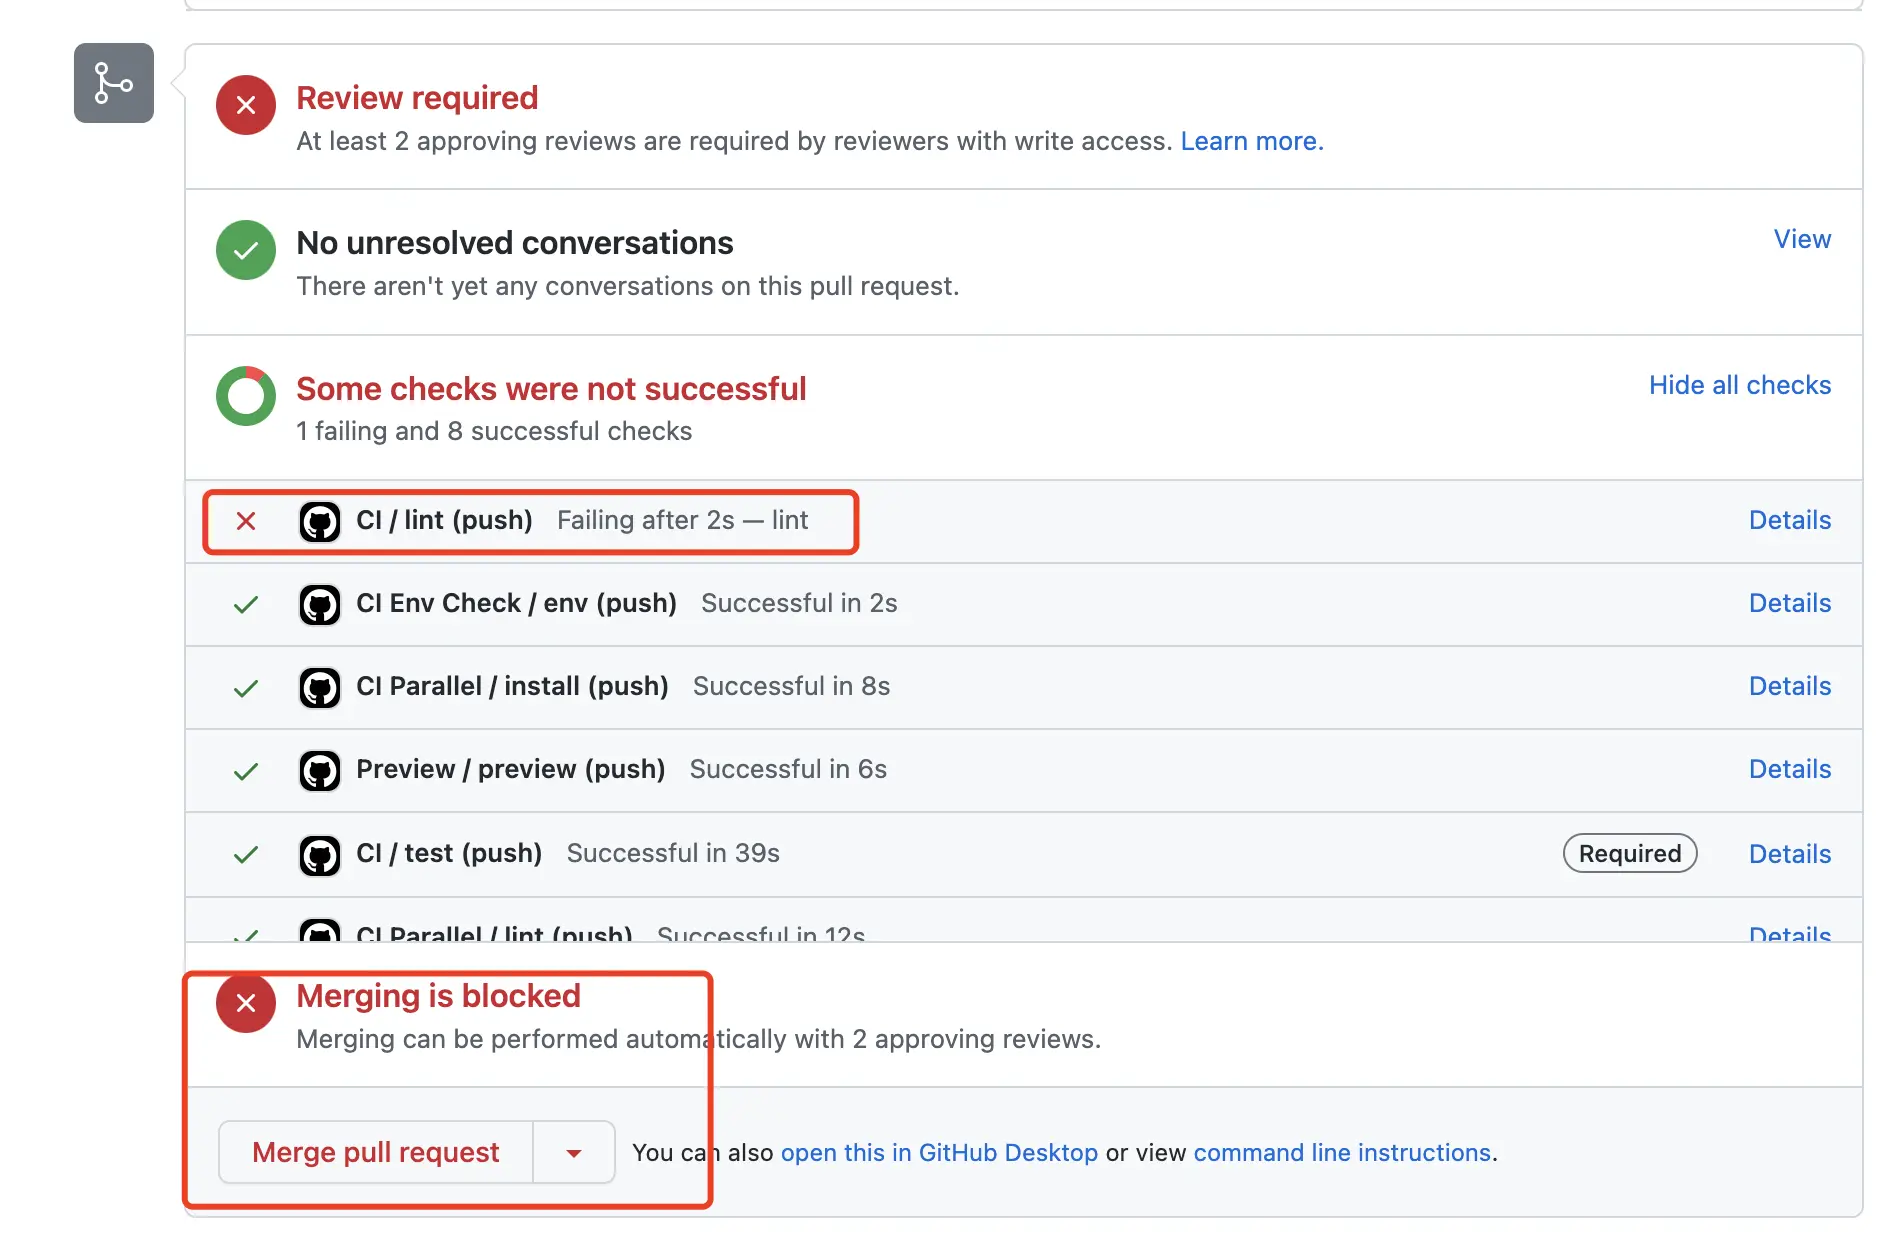 Review required
At least 2 approving reviews are required by reviewers with write access. Learn more.
No unresolved conversations
View
There aren't yet any conversations on this pull request.
Some checks were not successful
Hide all checks
1 failing and 8 successful checks
CI / lint (push) Failing after 2s — lint Details
CI Env Check / env (push) Successful in 2s Details
CI Parallel / install (push) Successful in 8s Details
Preview / preview (push) Successful in 6s Details
CI / test (push) Successful in 39s Required Details
CI Parallel / lint (push) Successful in 12s Details
Merging is blocked
Merging can be performed automatically with 2 approving reviews.
Merge pull request You can also open this in GitHub Desktop or view command line instructions.